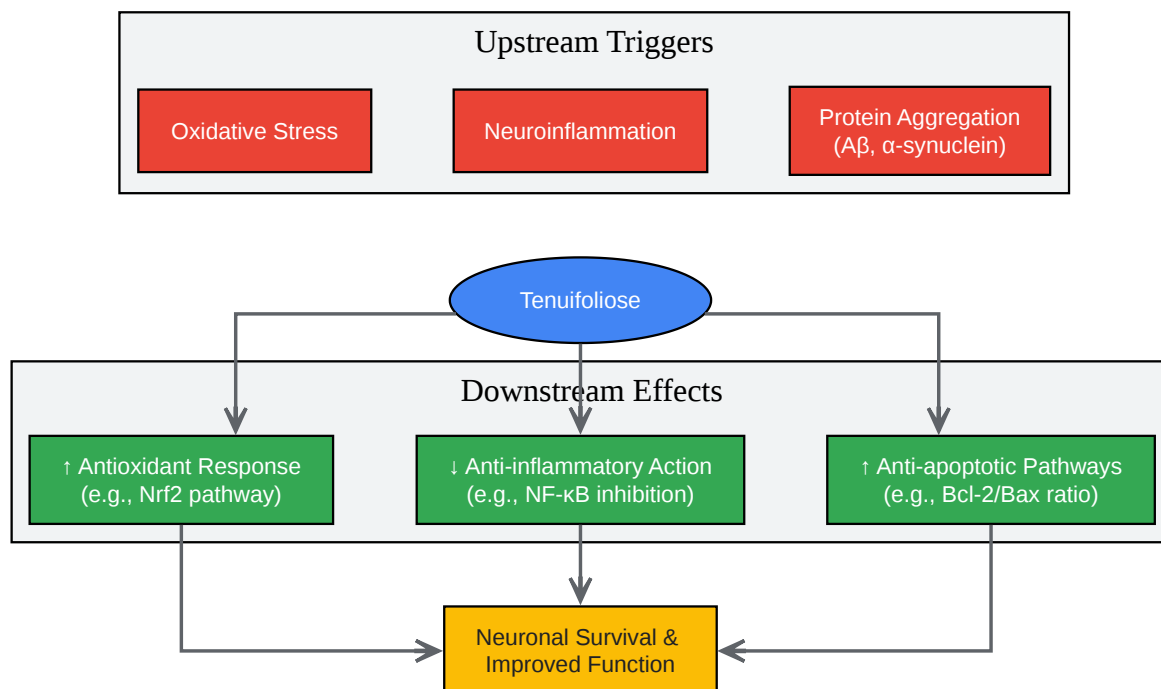 Upstream Triggers
Oxidative Stress
Neuroinflammation
Protein Aggregation
(Aβ, α-synuclein)
Tenuifoliose
Downstream Effects
↑ Antioxidant Response
(e.g., Nrf2 pathway)
↓ Anti-inflammatory Action
(e.g., NF-κB inhibition)
↑ Anti-apoptotic Pathways
(e.g., Bcl-2/Bax ratio)
Neuronal Survival &
Improved Function